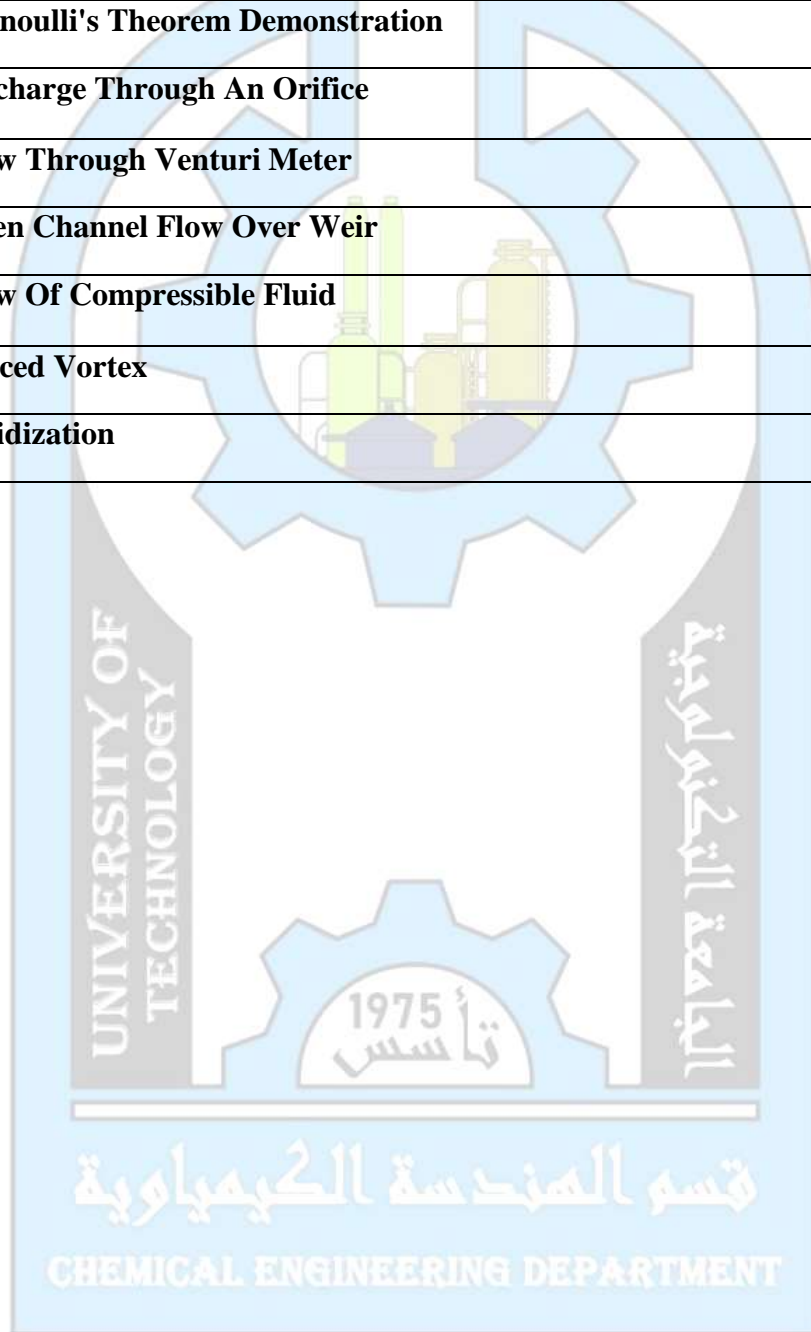 noulli's Theorem Demonstration
charge Through An Orifice
w Through Venturi Meter
en Channel Flow Over Weir
w Of Compressible Fluid
ced Vortex
idization
UNIVERSITY OF
TECHNOLOGY
الجامعة التكنولوجية
1975
تأسس
قسم الهندسة الكيمياوية
CHEMICAL ENGINEERING DEPARTMENT